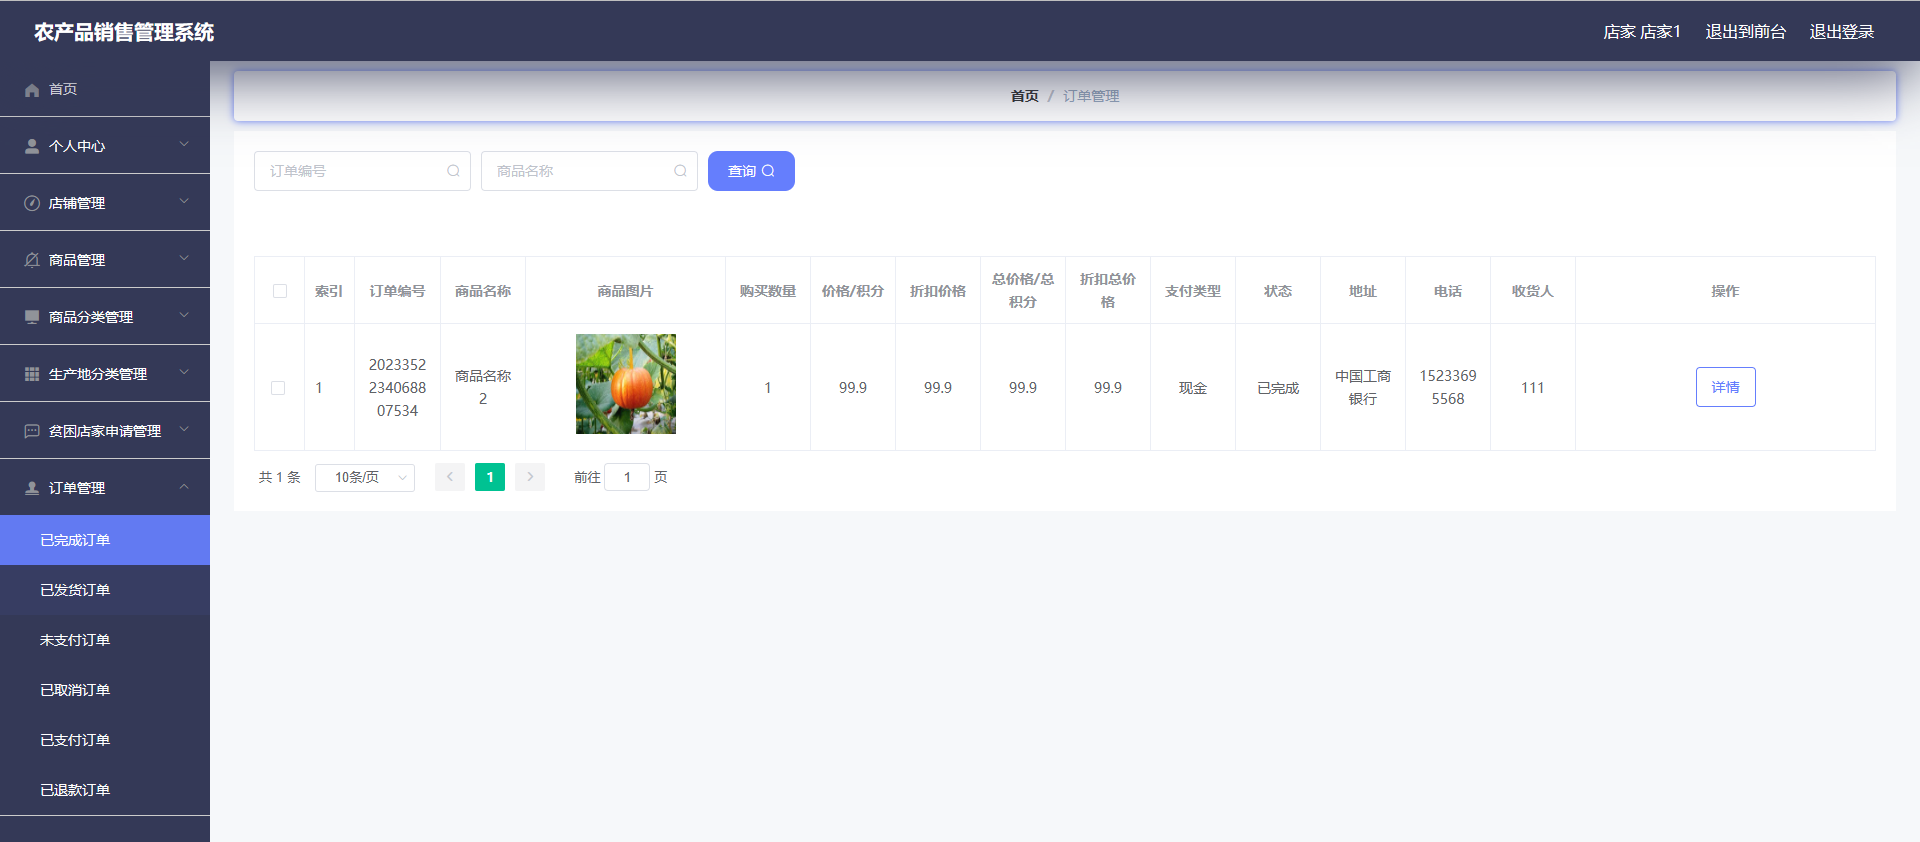 农产品销售管理系统
店家 店家1 退出到前台 退出登录
首页
个人中心
店铺管理
商品管理
商品分类管理
生产地分类管理
贫困店家申请管理
订单管理
已完成订单
已发货订单
未支付订单
已取消订单
已支付订单
已退款订单
首页 / 订单管理
订单编号 商品名称 查询
索引 订单编号 商品名称 商品图片 购买数量 价格/积分 折扣价格 总价格/总 折扣总价 支付类型 状态 地址 电话 收货人 操作
积分 格
1 2023352 商品名称 1 99.9 99.9 99.9 99.9 现金 已完成 中国工商 1523369 111 详情
2340688 2 银行 5568
07534
共 1 条 10条/页 1 前往 1 页